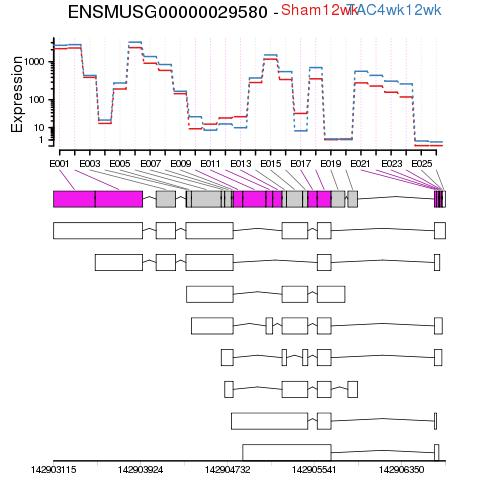 ENSMUSG00000029580 - Sham12wk TAC4wk12wk
Expression
1000
100
10
1
E001 E003 E005 E007 E009 E011 E013 E015 E017 E019 E021 E023 E025
142903115 142903924 142904732 142905541 142906350